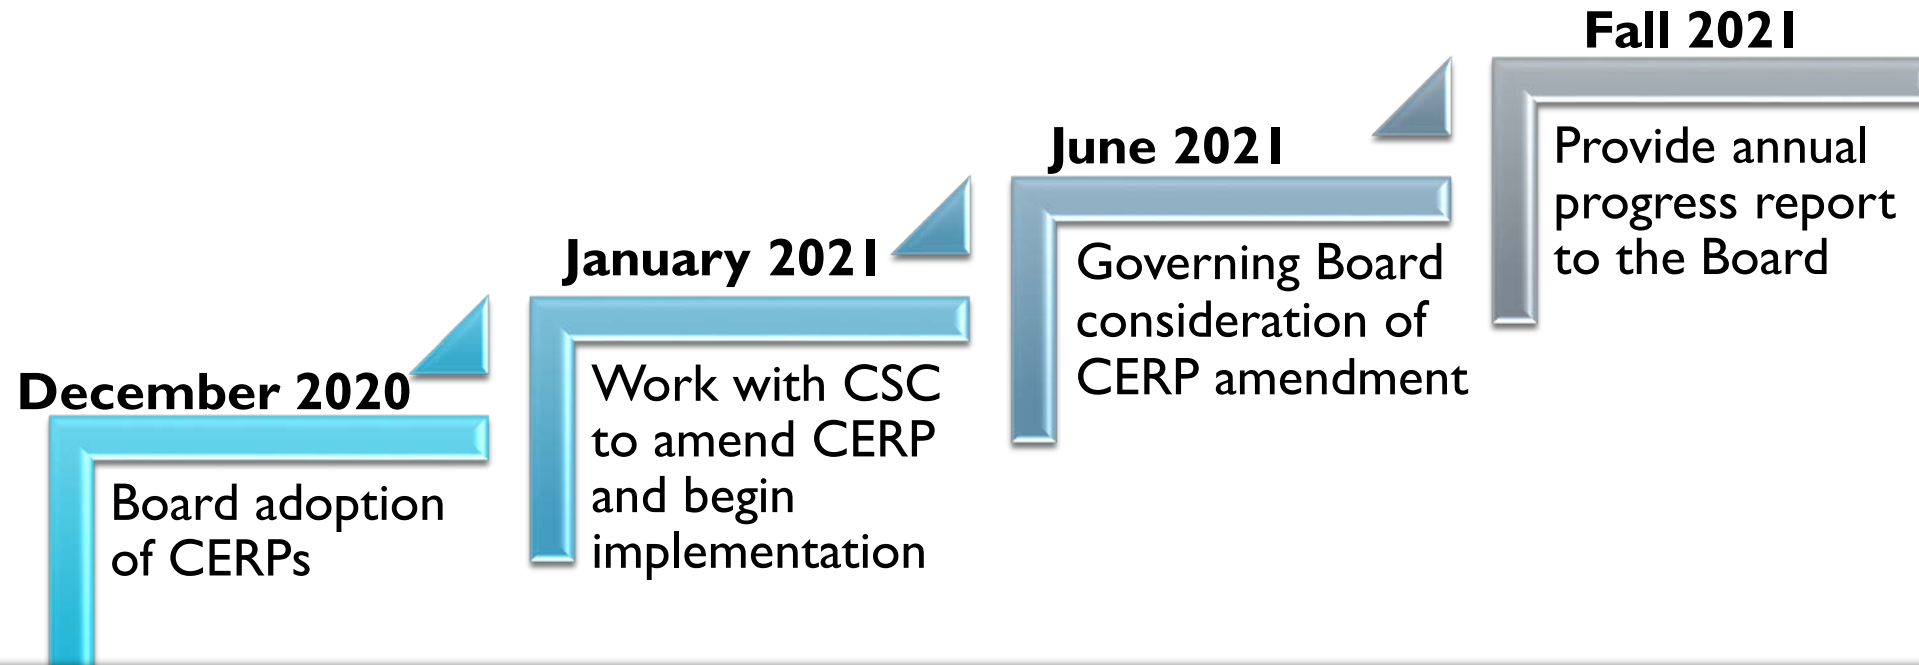 December 2020
Board adoption
of CERPs
January 2021
Work with CSC
to amend CERP
and begin
implementation
June 2021
Governing Board
consideration of
CERP amendment
Fall 2021
Provide annual
progress report
to the Board